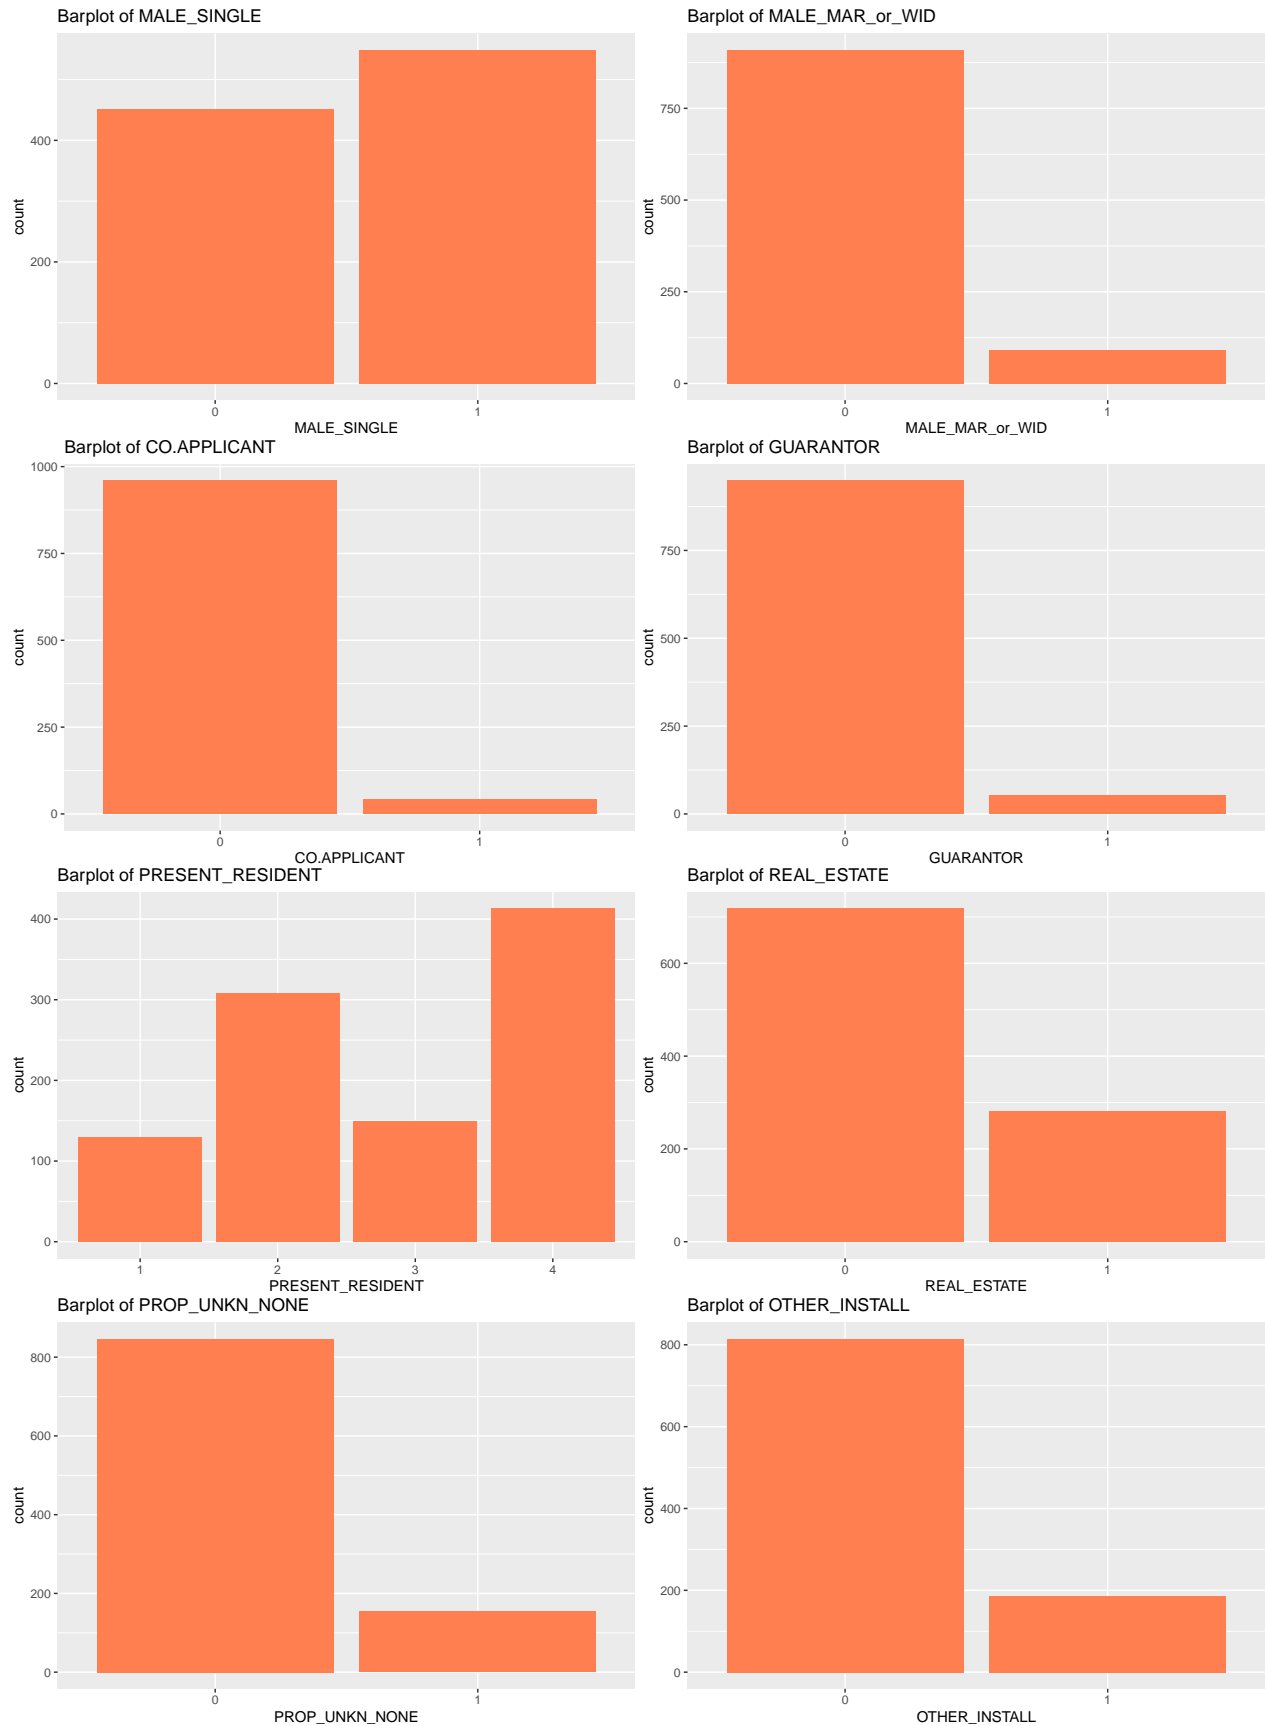 Barplot of MALE_SINGLE
count
400
200
0
0 1
MALE_SINGLE
Barplot of MALE_MAR_or_WID
count
750
500
250
0
0 1
MALE_MAR_or_WID
Barplot of CO.APPLICANT
count
1000
750
500
250
0
0 1
CO.APPLICANT
Barplot of GUARANTOR
count
750
500
250
0
0 1
GUARANTOR
Barplot of PRESENT_RESIDENT
count
400
300
200
100
0
1 2 3 4
PRESENT_RESIDENT
Barplot of REAL_ESTATE
count
600
400
200
0
0 1
REAL_ESTATE
Barplot of PROP_UNKN_NONE
count
800
600
400
200
0
0 1
PROP_UNKN_NONE
Barplot of OTHER_INSTALL
count
800
600
400
200
0
0 1
OTHER_INSTALL